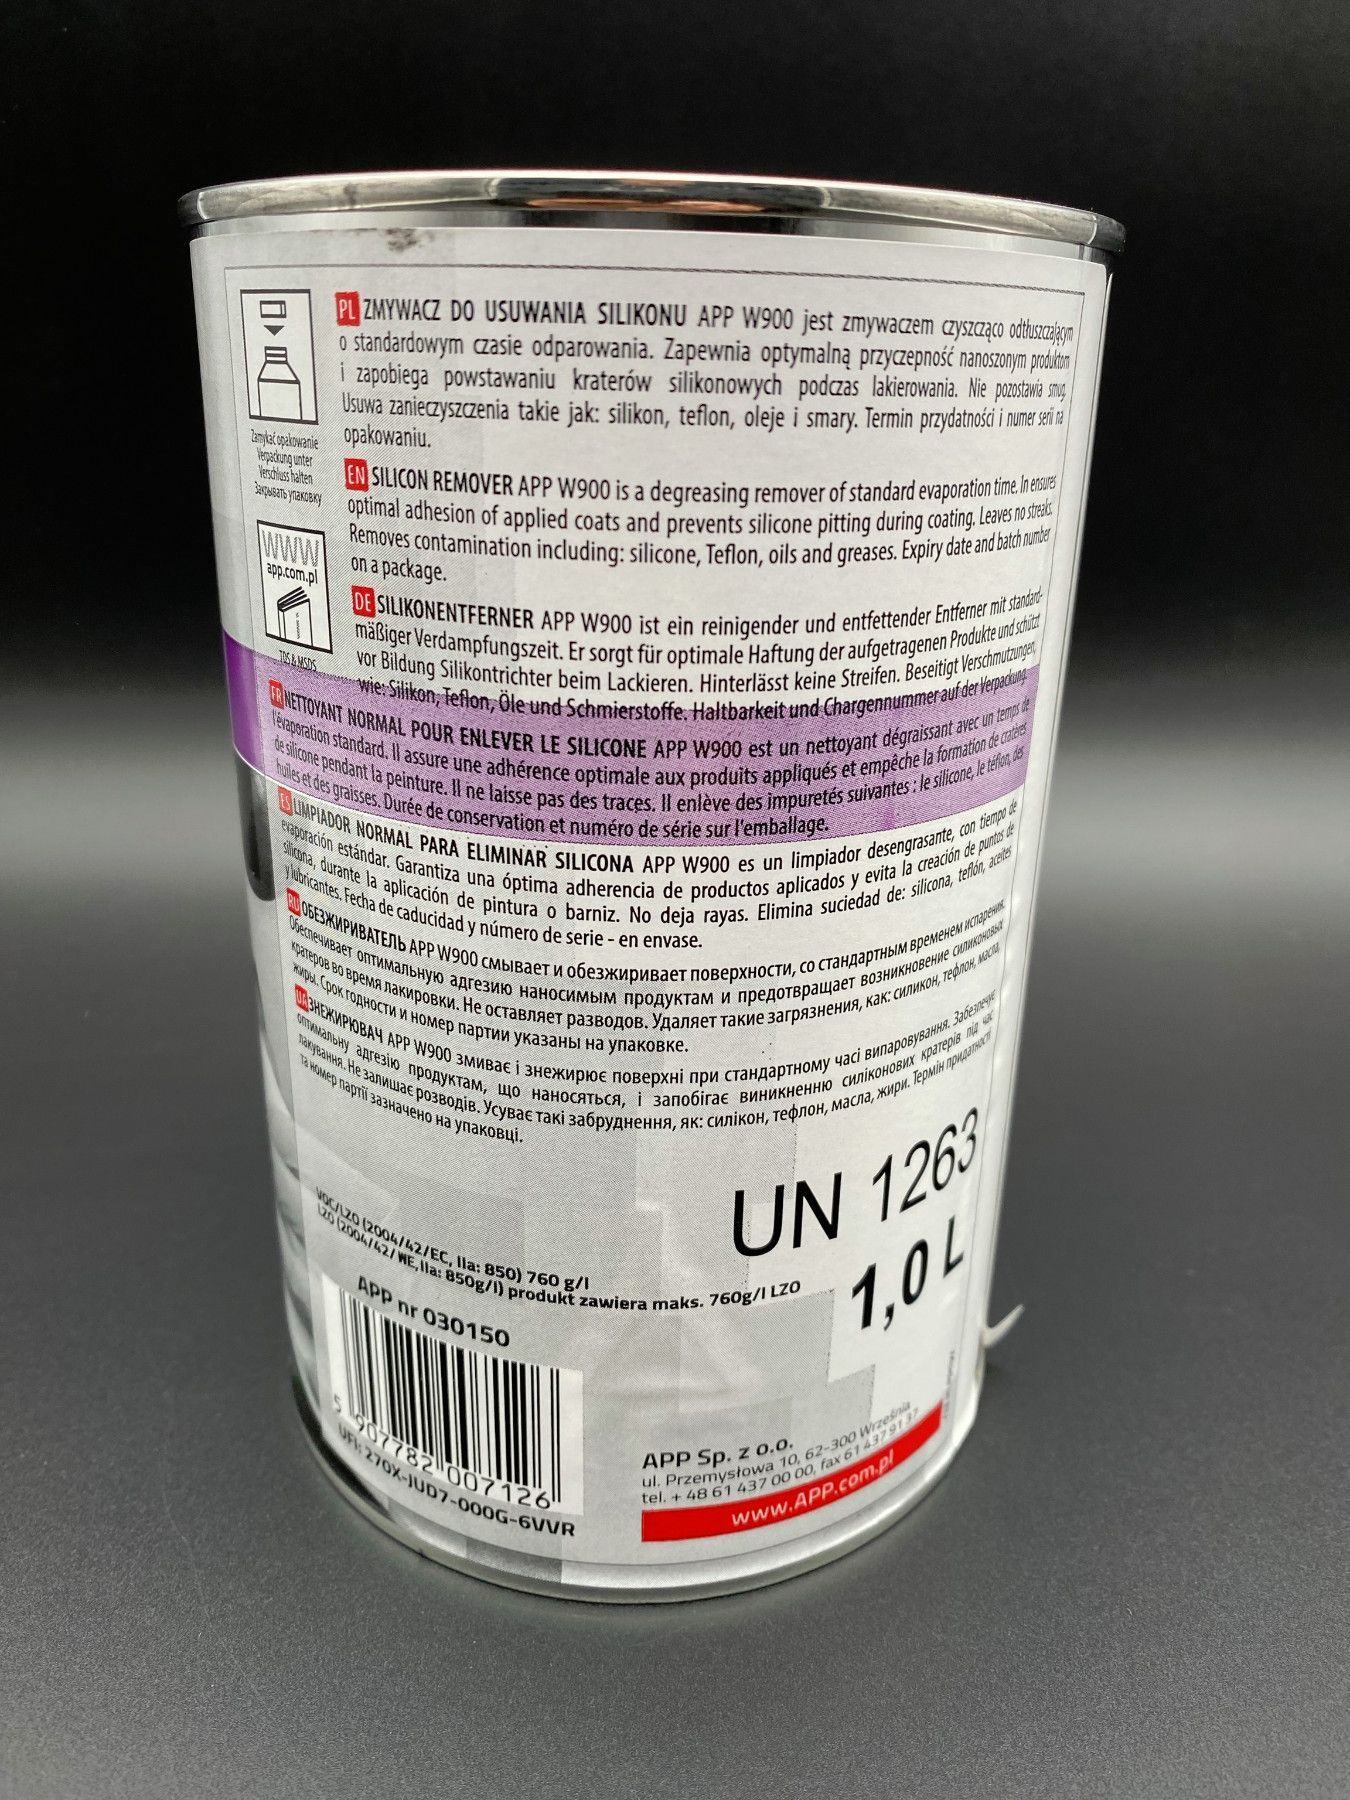 PL ZMYWACZ DO USUWANIA SILIKONU APP W900 jest zmywaczem czyszcząco odtłuszczającym
o standardowym czasie odparowania. Zapewnia optymalną przyczepność nanoszonym produktom
i zapobiega powstawaniu kraterów silikonowych podczas lakierowania. Nie pozostawia smug.
Usuwa zanieczyszczenia takie jak: silikon, teflon, oleje i smary. Termin przydatności i numer serii na
opakowaniu.
Zamykać opakowanie
Verpackung unter
Verschluss halten
Закрывать упаковку
EN SILICON REMOVER APP W900 is a degreasing remover of standard evaporation time. In ensures
optimal adhesion of applied coats and prevents silicone pitting during coating. Leaves no streaks.
Removes contamination including: silicone, Teflon, oils and greases. Expiry date and batch number
on a package.
WWW
app.com.pl
TDS & MSDS
DE SILIKONENTFERNER APP W900 ist ein reinigender und entfettender Entferner mit standard-
mäßiger Verdampfungszeit. Er sorgt für optimale Haftung der aufgetragenen Produkte und schützt
vor Bildung Silikontrichter beim Lackieren. Hinterlässt keine Streifen. Beseitigt Verschmutzungen,
wie: Silikon, Teflon, Öle und Schmierstoffe. Haltbarkeit und Chargennummer auf der Verpackung.
FR NETTOYANT NORMAL POUR ENLEVER LE SILICONE APP W900 est un nettoyant dégraissant avec un temps de
l'évaporation standard. Il assure une adhérence optimale aux produits appliqués et empêche la formation de cratères
de silicone pendant la peinture. Il ne laisse pas des traces. Il enlève des impuretés suivantes : le silicone, le téflon, des
huiles et des graisses. Durée de conservation et numéro de série sur l'emballage.
ES LIMPIADOR NORMAL PARA ELIMINAR SILICONA APP W900 es un limpiador desengrasante, con tiempo de
evaporación estándar. Garantiza una óptima adherencia de productos aplicados y evita la creación de puntos de
silicona, durante la aplicación de pintura o barniz. No deja rayas. Elimina suciedad de: silicona, teflón, aceites
y lubricantes. Fecha de caducidad y número de serie - en envase.
RU ОБЕЗЖИРИВАТЕЛЬ APP W900 смывает и обезжиривает поверхности, со стандартным временем испарения.
Обеспечивает оптимальную адгезию наносимым продуктам и предотвращает возникновение силиконовых
кратеров во время лакировки. Не оставляет разводов. Удаляет такие загрязнения, как: силикон, тефлон, масла,
жиры. Срок годности и номер партии указаны на упаковке.
UA ЗНЕЖИРЮВАЧ APP W900 змиває і знежирює поверхні при стандартному часі випаровування. Забезпечує
оптимальну адгезію продуктам, що наносяться, і запобігає виникненню силіконових кратерів під час
лакування. Не залишає розводів. Усуває такі забруднення, як: силікон, тефлон, масла, жири. Термін придатності
та номер партії зазначено на упаковці.
UN 1263
1,0 L
VOC/LZO (2004/42/EC, IIa: 850) 760 g/l
LZO (2004/42/ WE,IIa: 850g/l) produkt zawiera maks. 760g/l LZO
APP nr 030150
5 907782 007126
UFI: 270X-JUD7-000G-6VVR
APP Sp. z o.o.
ul. Przemysłowa 10, 62-300 Września
tel. + 48 61 437 00 00, fax 61 437 91 37
www.APP.com.pl